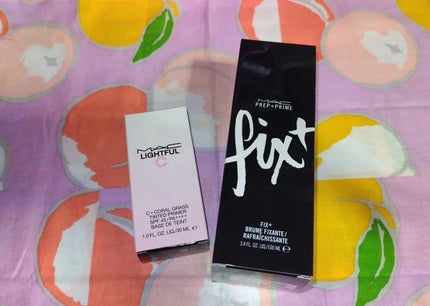 MAC
LIGHTFUL
C
C + CORAL GRASS
TINTED PRIMER
SPF 45 / PA++++
BASE DE TEINT
1.0 FL. OZ. LIQ / 30 ML ℮
MAC
PREP+PRIME
fix+
FIX+
BRUME FIXANTE/
RAFRAÎCHISSANTE
3.4 FL. OZ. LIQ / 100 ML ℮